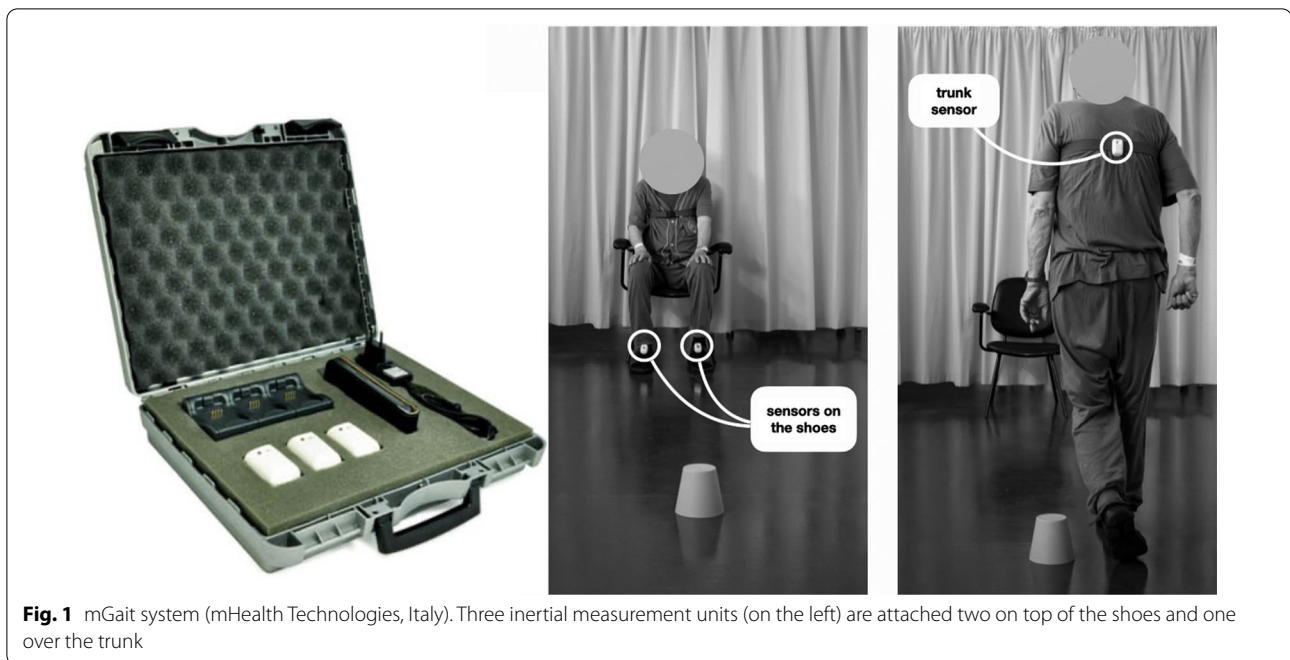 trunk
sensor
sensors on
the shoes
Fig. 1 mGait system (mHealth Technologies, Italy). Three inertial measurement units (on the left) are attached two on top of the shoes and one
over the trunk